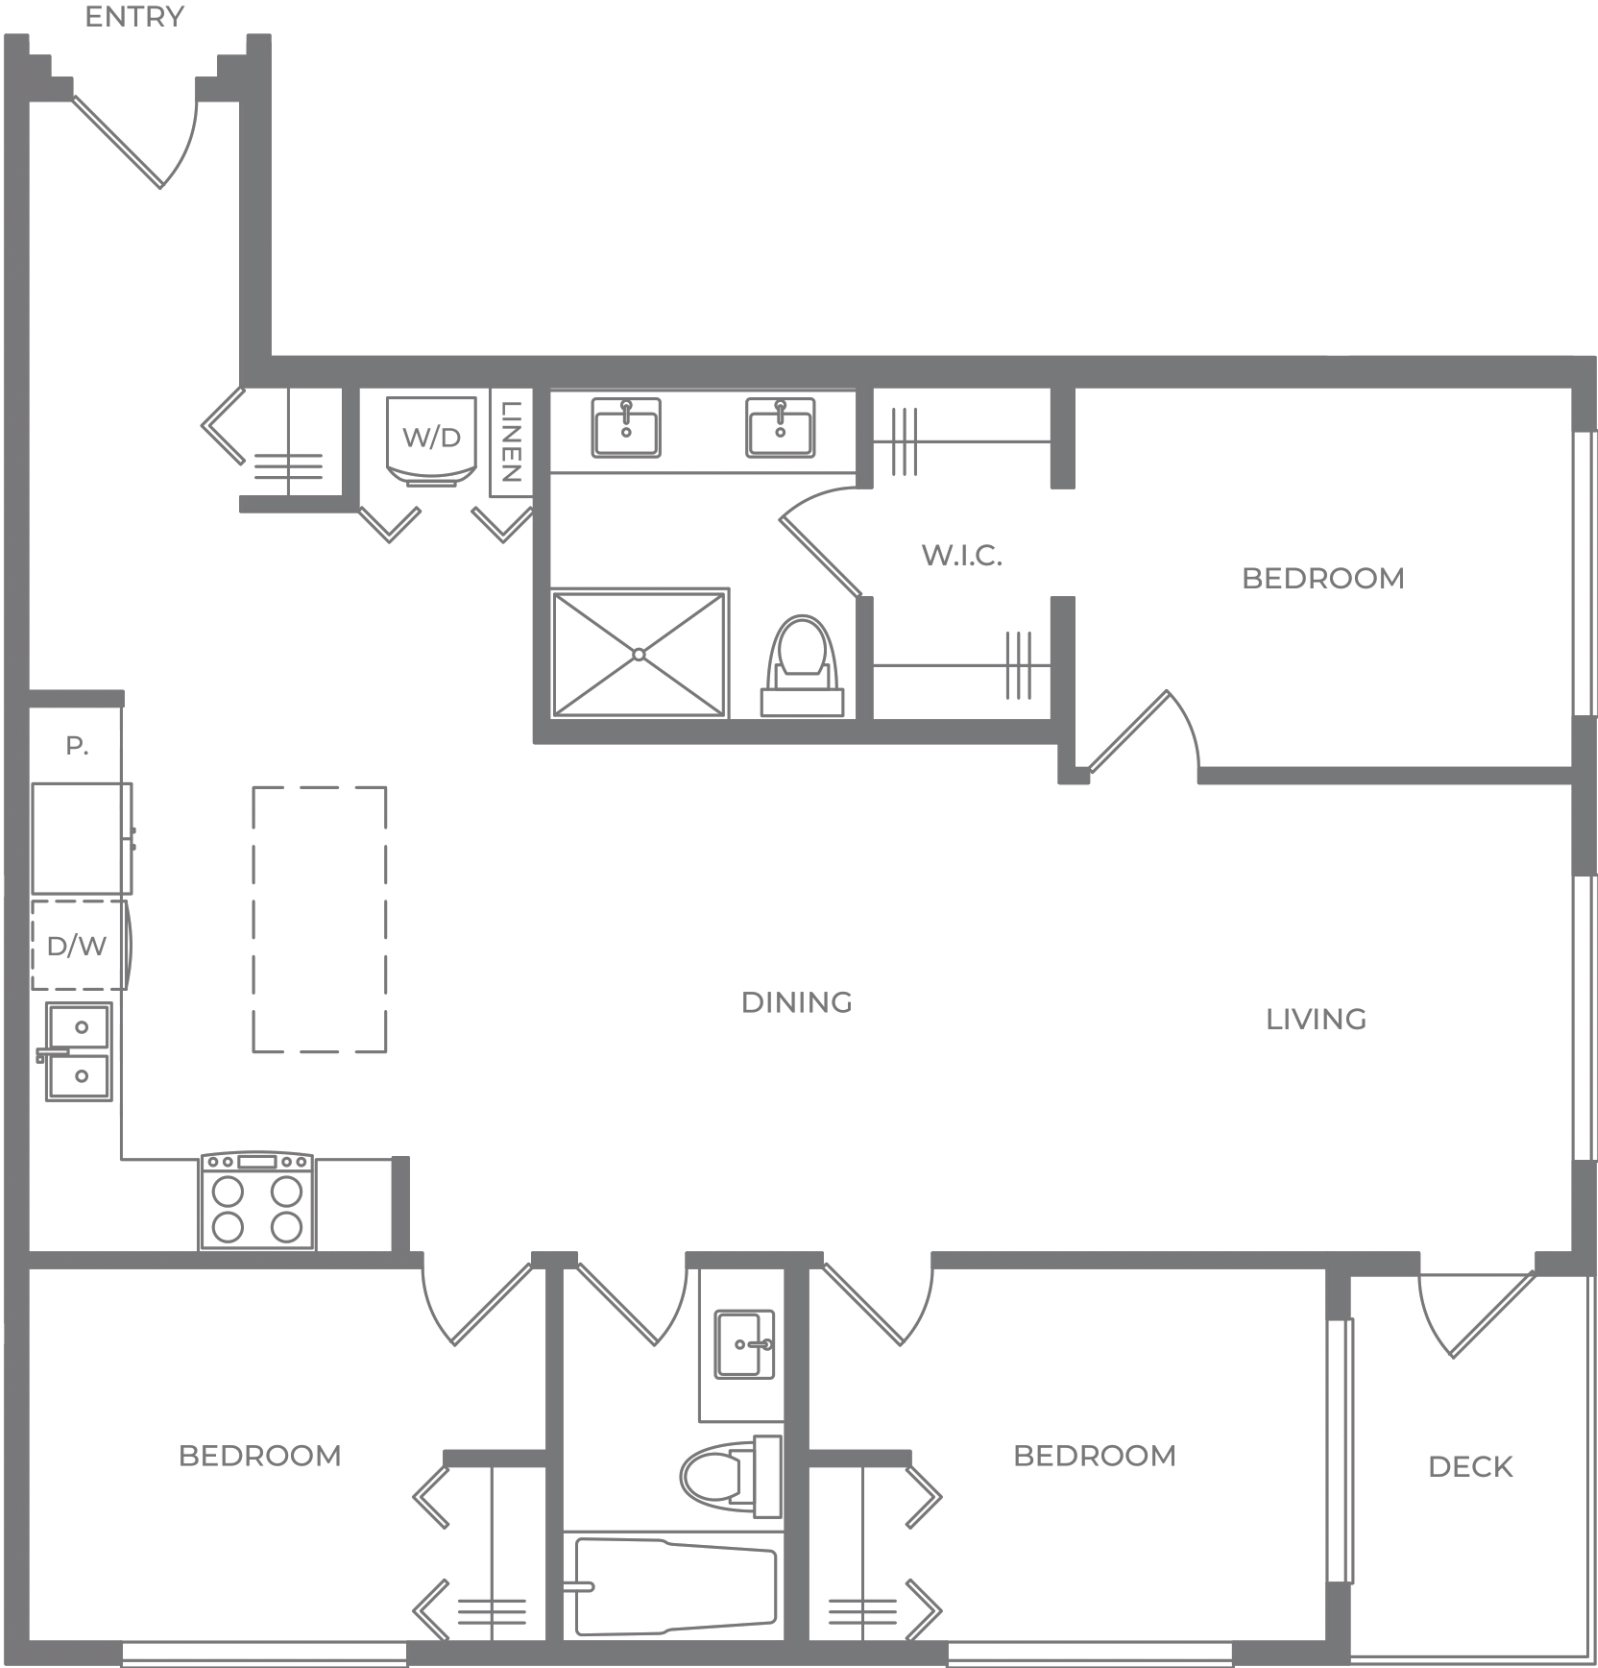 ENTRY
W/D
LINEN
W.I.C.
BEDROOM
P.
D/W
DINING
LIVING
BEDROOM
BEDROOM
DECK